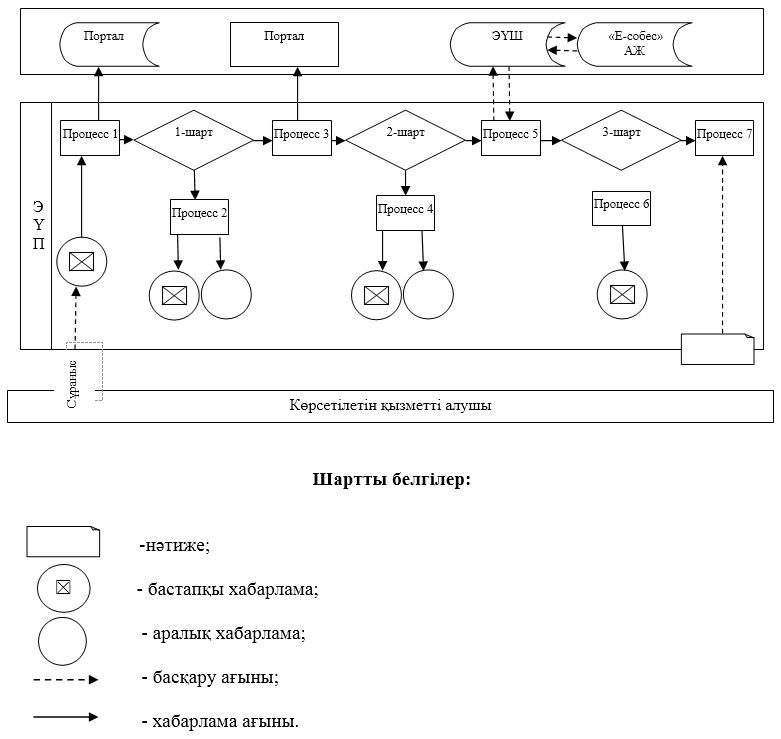 Портал
Портал
ЭҮШ
«Е-собес»
АЖ
Процесс 1
1-шарт
Процесс 3
2-шарт
Процесс 5
3-шарт
Процесс 7
Процесс 2
Процесс 4
Процесс 6
Э
Ү
П
Сұраныс
Көрсетілетін қызметті алушы
Шартты белгілер:
-нәтиже;
- бастапқы хабарлама;
- аралық хабарлама;
- басқару ағыны;
- хабарлама ағыны.